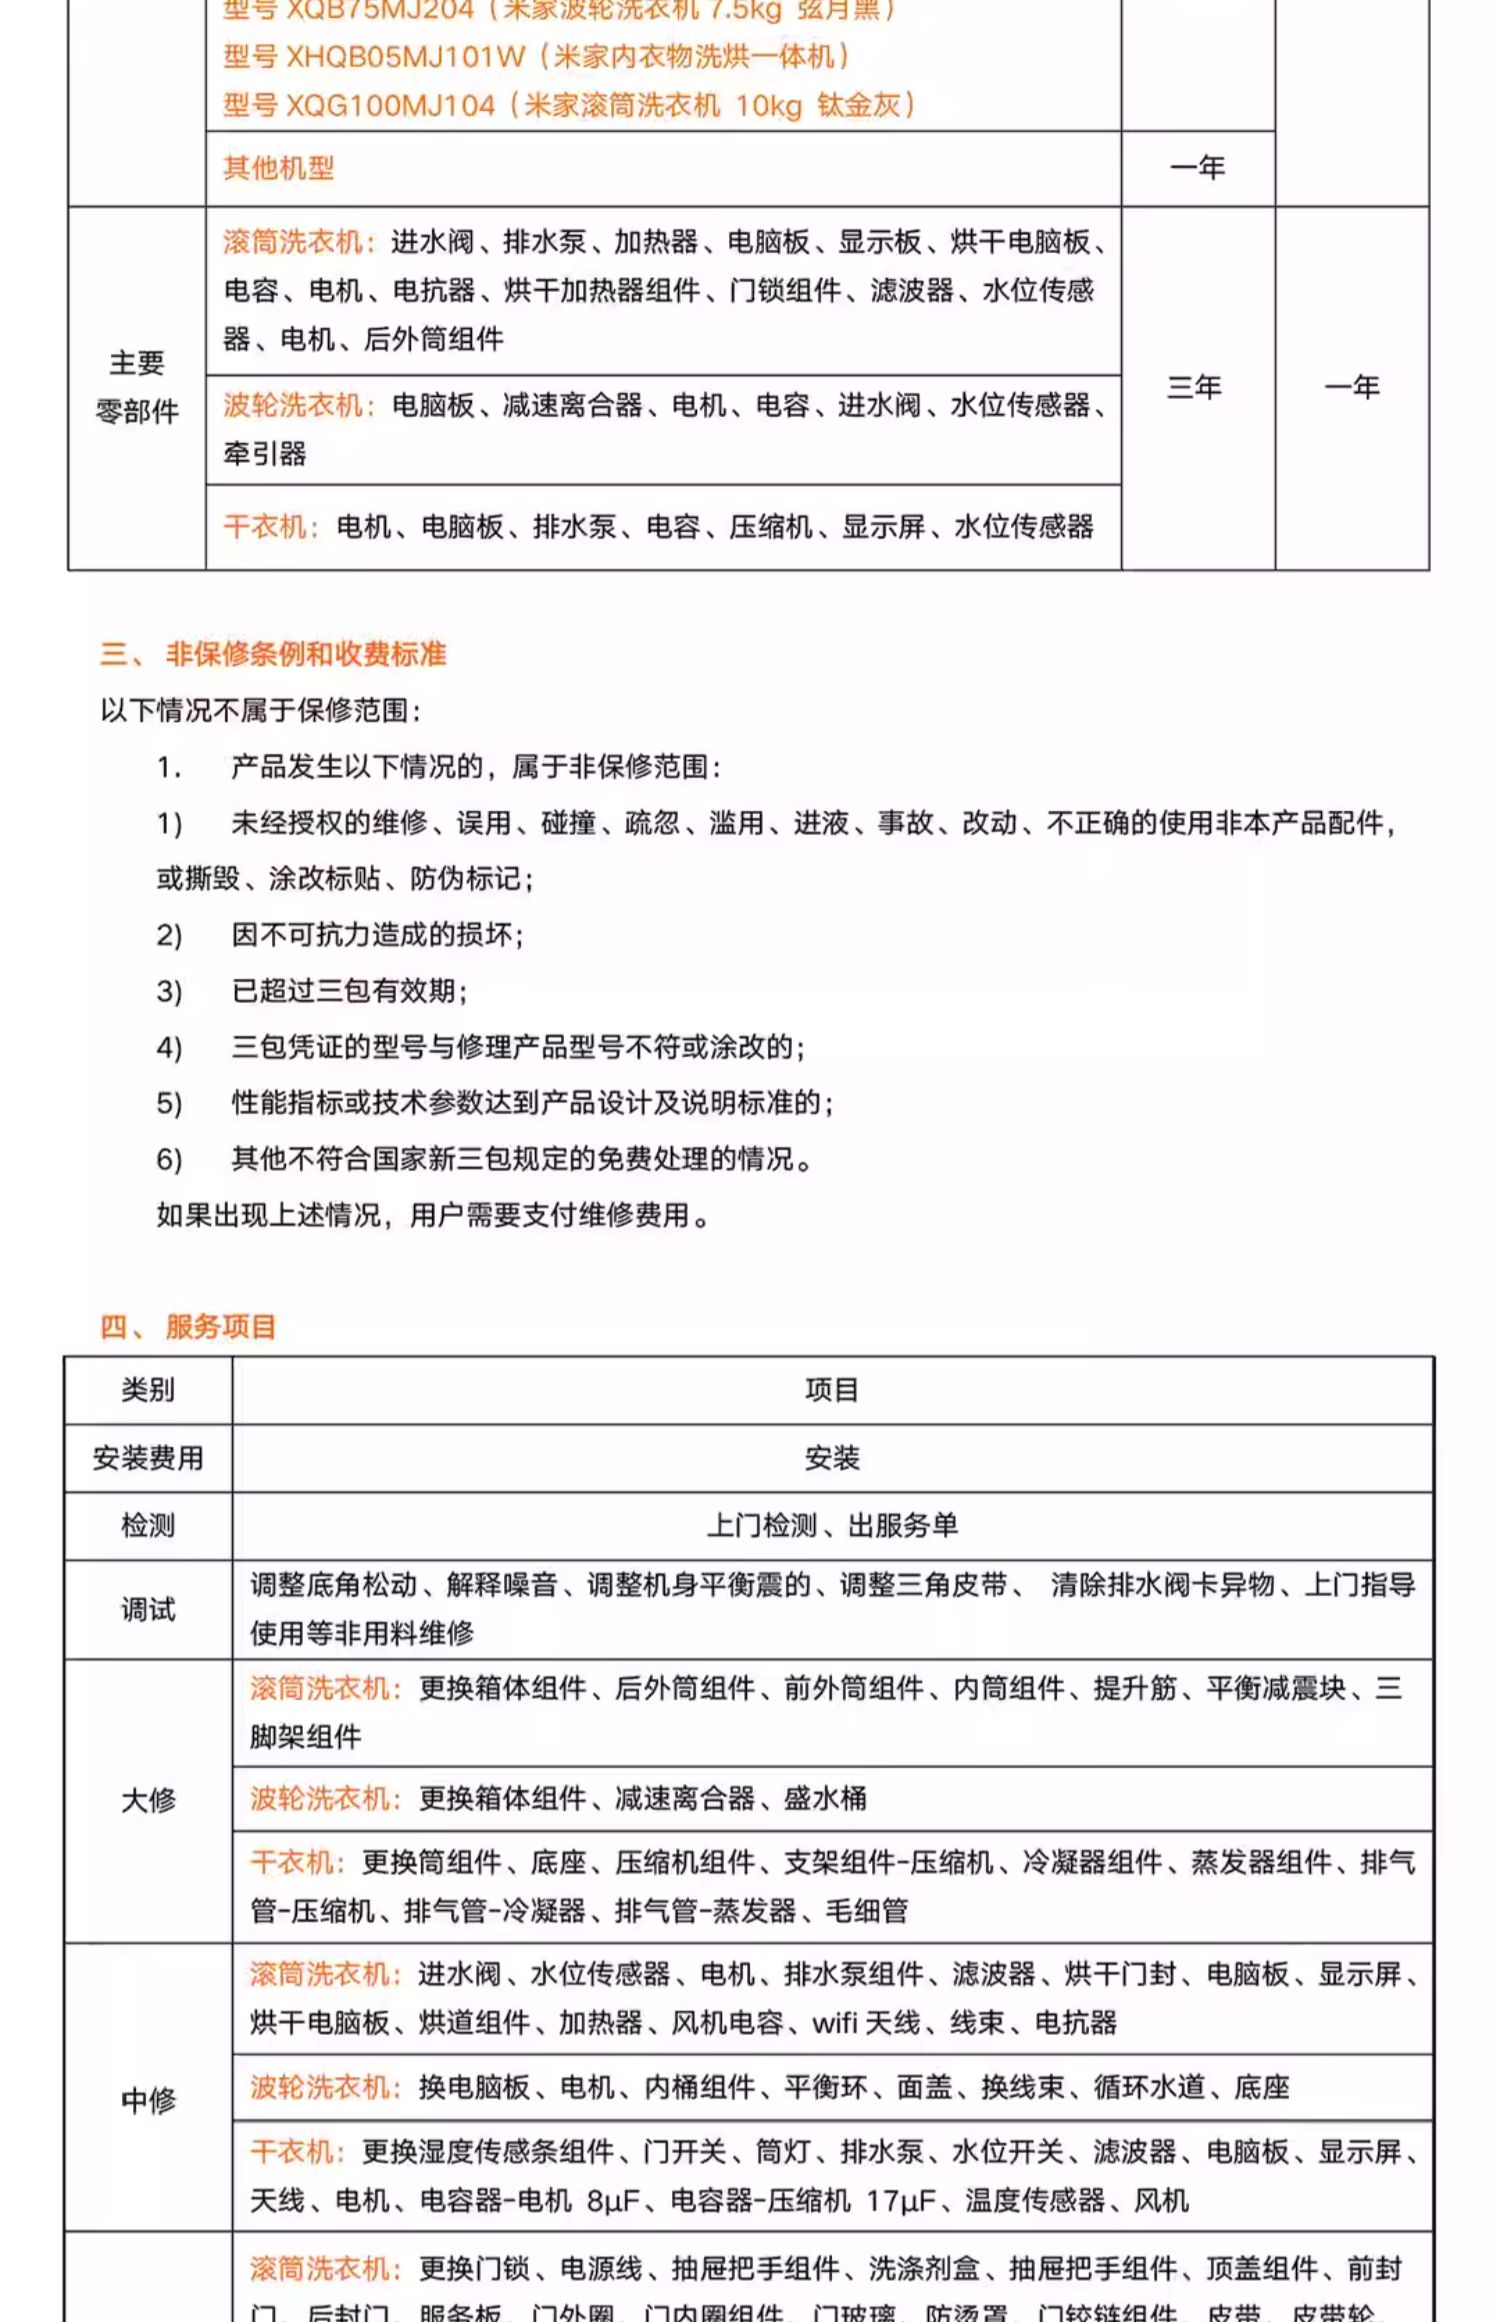 型号 XQB75MJ204（米家波轮洗衣机 7.5kg 弦月黑）
型号 XHQB05MJ101W（米家内衣物洗烘一体机）
型号 XQG100MJ104（米家滚筒洗衣机 10kg 钛金灰）
其他机型
一年
主要
零部件
滚筒洗衣机：进水阀、排水泵、加热器、电脑板、显示板、烘干电脑板、
电容、电机、电抗器、烘干加热器组件、门锁组件、滤波器、水位传感
器、电机、后外筒组件
波轮洗衣机：电脑板、减速离合器、电机、电容、进水阀、水位传感器、
牵引器
干衣机：电机、电脑板、排水泵、电容、压缩机、显示屏、水位传感器
三年
一年
三、 非保修条例和收费标准
以下情况不属于保修范围：
1. 产品发生以下情况的，属于非保修范围：
1) 未经授权的维修、误用、碰撞、疏忽、滥用、进液、事故、改动、不正确的使用非本产品配件，
或撕毁、涂改标贴、防伪标记；
2) 因不可抗力造成的损坏；
3) 已超过三包有效期；
4) 三包凭证的型号与修理产品型号不符或涂改的；
5) 性能指标或技术参数达到产品设计及说明标准的；
6) 其他不符合国家新三包规定的免费处理的情况。
如果出现上述情况，用户需要支付维修费用。
四、 服务项目
类别 项目
安装费用 安装
检测 上门检测、出服务单
调试
调整底角松动、解释噪音、调整机身平衡震的、调整三角皮带、 清除排水阀卡异物、上门指导
使用等非用料维修
大修
滚筒洗衣机：更换箱体组件、后外筒组件、前外筒组件、内筒组件、提升筋、平衡减震块、三
脚架组件
波轮洗衣机：更换箱体组件、减速离合器、盛水桶
干衣机：更换筒组件、底座、压缩机组件、支架组件-压缩机、冷凝器组件、蒸发器组件、排气
管-压缩机、排气管-冷凝器、排气管-蒸发器、毛细管
中修
滚筒洗衣机：进水阀、水位传感器、电机、排水泵组件、滤波器、烘干门封、电脑板、显示屏、
烘干电脑板、烘道组件、加热器、风机电容、wifi 天线、线束、电抗器
波轮洗衣机：换电脑板、电机、内桶组件、平衡环、面盖、换线束、循环水道、底座
干衣机：更换湿度传感条组件、门开关、筒灯、排水泵、水位开关、滤波器、电脑板、显示屏、
天线、电机、电容器-电机 8μF、电容器-压缩机 17μF、温度传感器、风机
滚筒洗衣机：更换门锁、电源线、抽屉把手组件、洗涤剂盒、抽屉把手组件、顶盖组件、前封
门、后封门、服务板、门外圈、门内圈组件、门玻璃、防烫罩、门铰链组件、皮带、皮带轮、